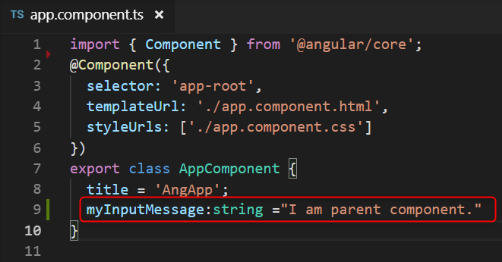 TS app.component.ts ×
1 import { Component } from '@angular/core';
2 @Component({
3   selector: 'app-root',
4   templateUrl: './app.component.html',
5   styleUrls: ['./app.component.css']
6 })
7 export class AppComponent {
8   title = 'AngApp';
9   myInputMessage:string ="I am parent component."
10 }
11